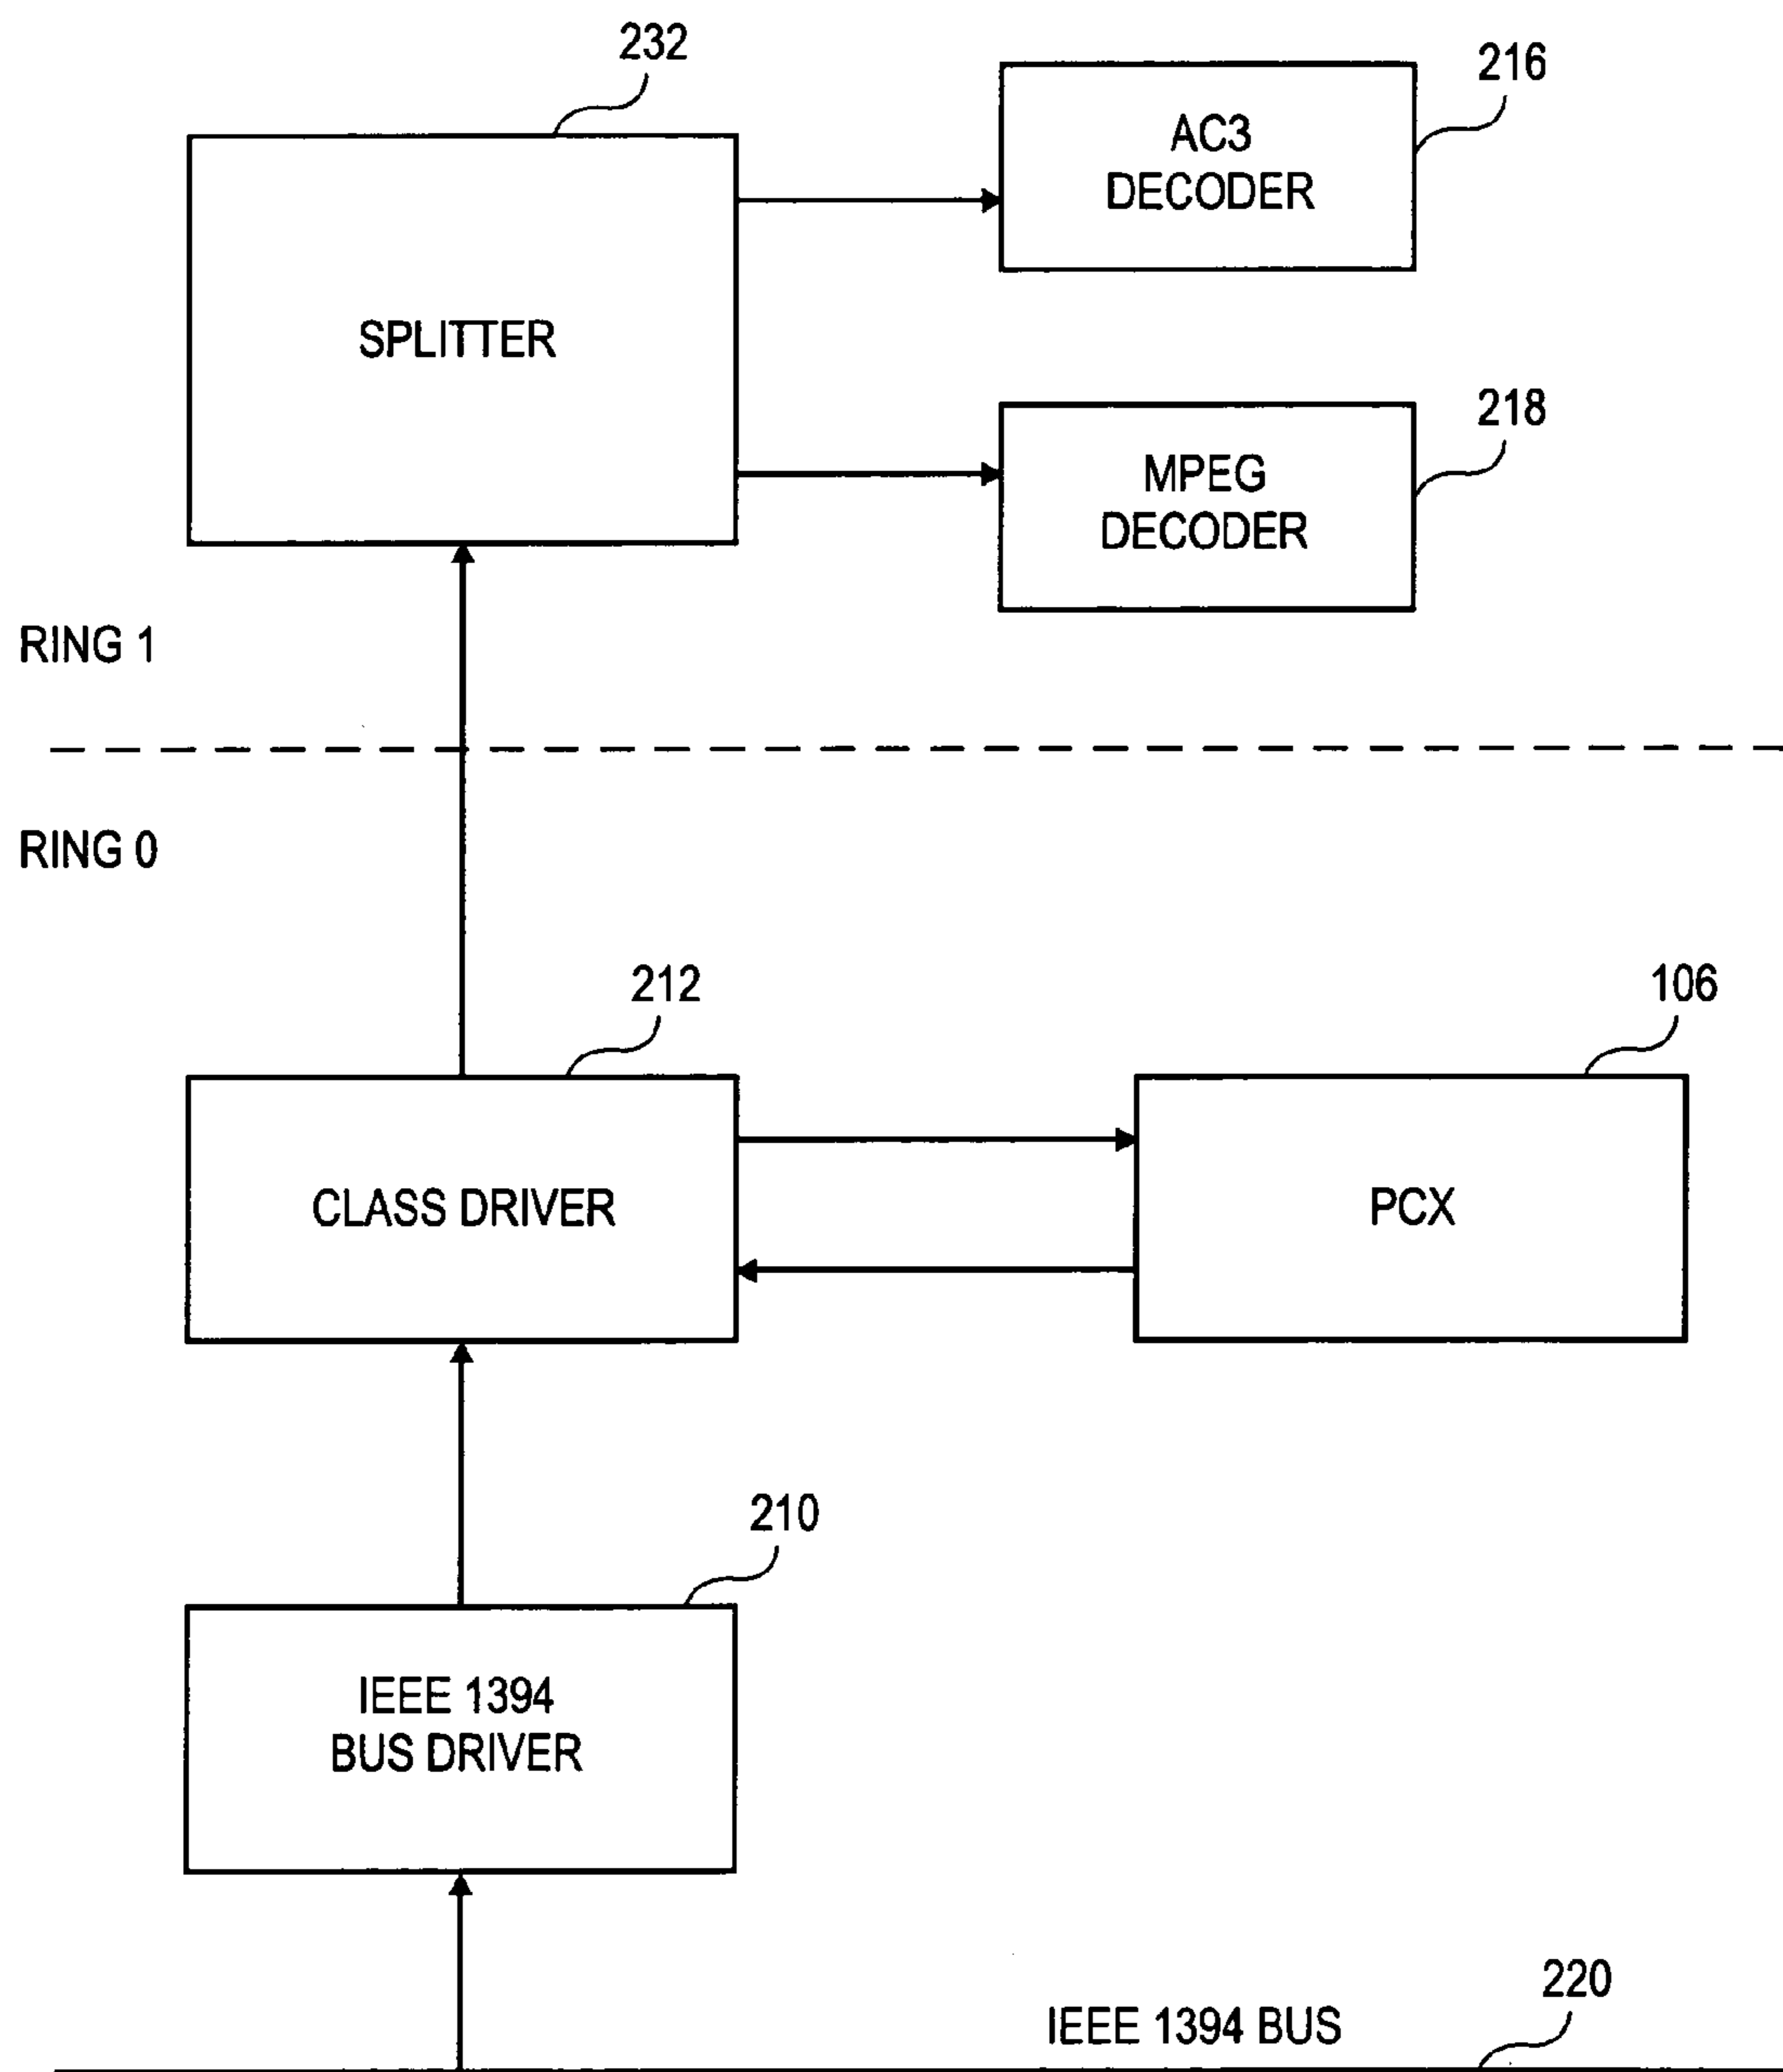 232
216
AC3
DECODER
SPLITTER
218
MPEG
DECODER
RING 1
RING 0
212
106
CLASS DRIVER
PCX
210
IEEE 1394
BUS DRIVER
220
IEEE 1394 BUS